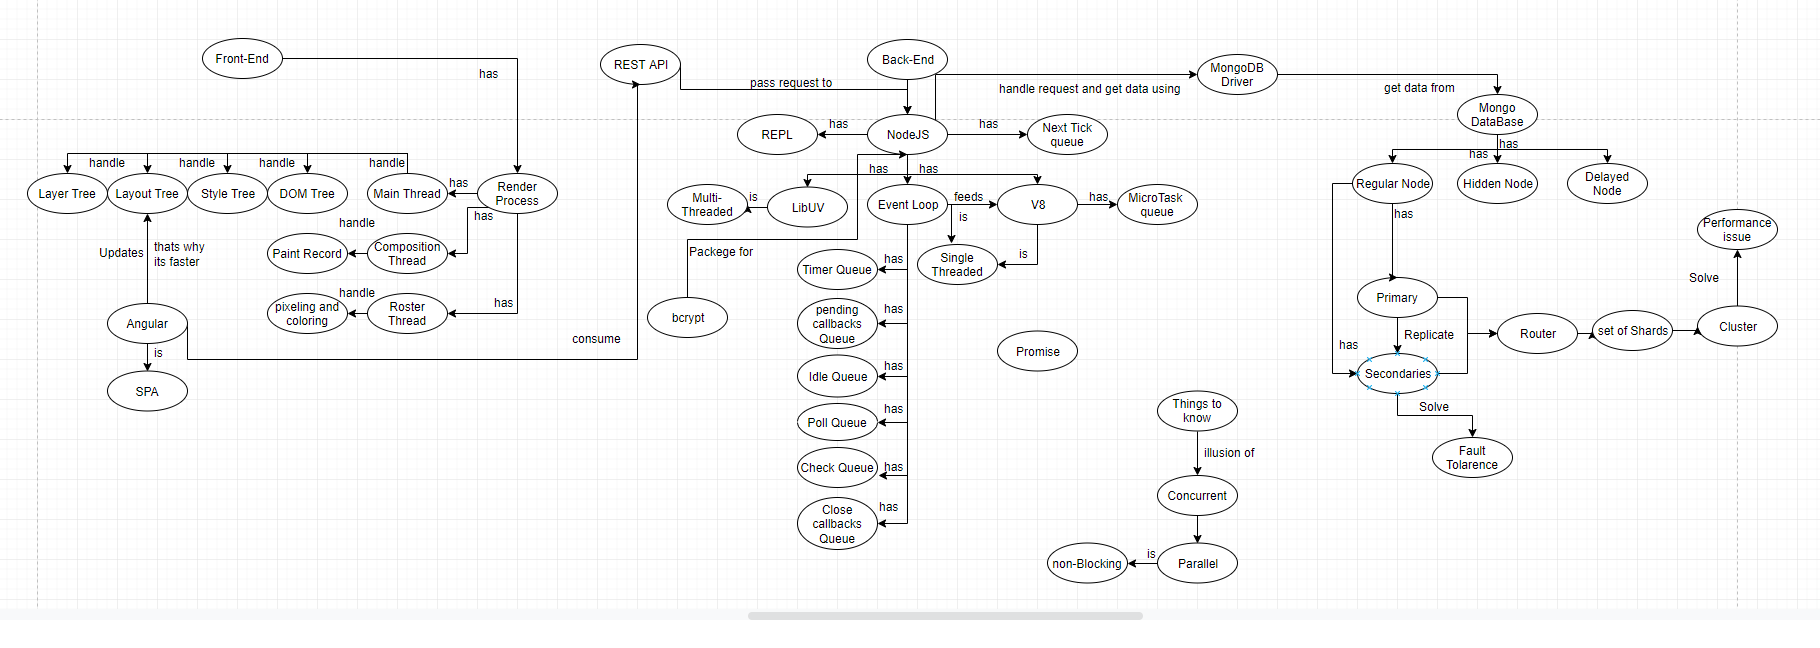 Front-End
has
REST API
pass request to
Back-End
handle request and get data using
MongoDB
Driver
get data from
Mongo
DataBase
has
has
REPL
has
NodeJS
has
Next Tick
queue
handle
handle
handle
handle
Layer Tree
Layout Tree
Style Tree
DOM Tree
Main Thread
has
Render
Process
has
has
has
Multi-
Threaded
is
LibUV
Event Loop
feeds
V8
has
MicroTask
queue
is
is
Single
Threaded
Regular Node
Hidden Node
Delayed
Node
has
Performance
issue
Updates
thats why
its faster
handle
Paint Record
Composition
Thread
handle
pixeling and
coloring
Roster
Thread
has
Packege for
bcrypt
has
Timer Queue
has
pending
callbacks
Queue
has
Idle Queue
has
Poll Queue
has
Check Queue
has
Close
callbacks
Queue
Angular
is
SPA
consume
Promise
Things to
know
illusion of
Concurrent
Parallel
is
non-Blocking
Primary
Replicate
has
Secondaries
Router
set of Shards
Cluster
Solve
Solve
Fault
Tolarence